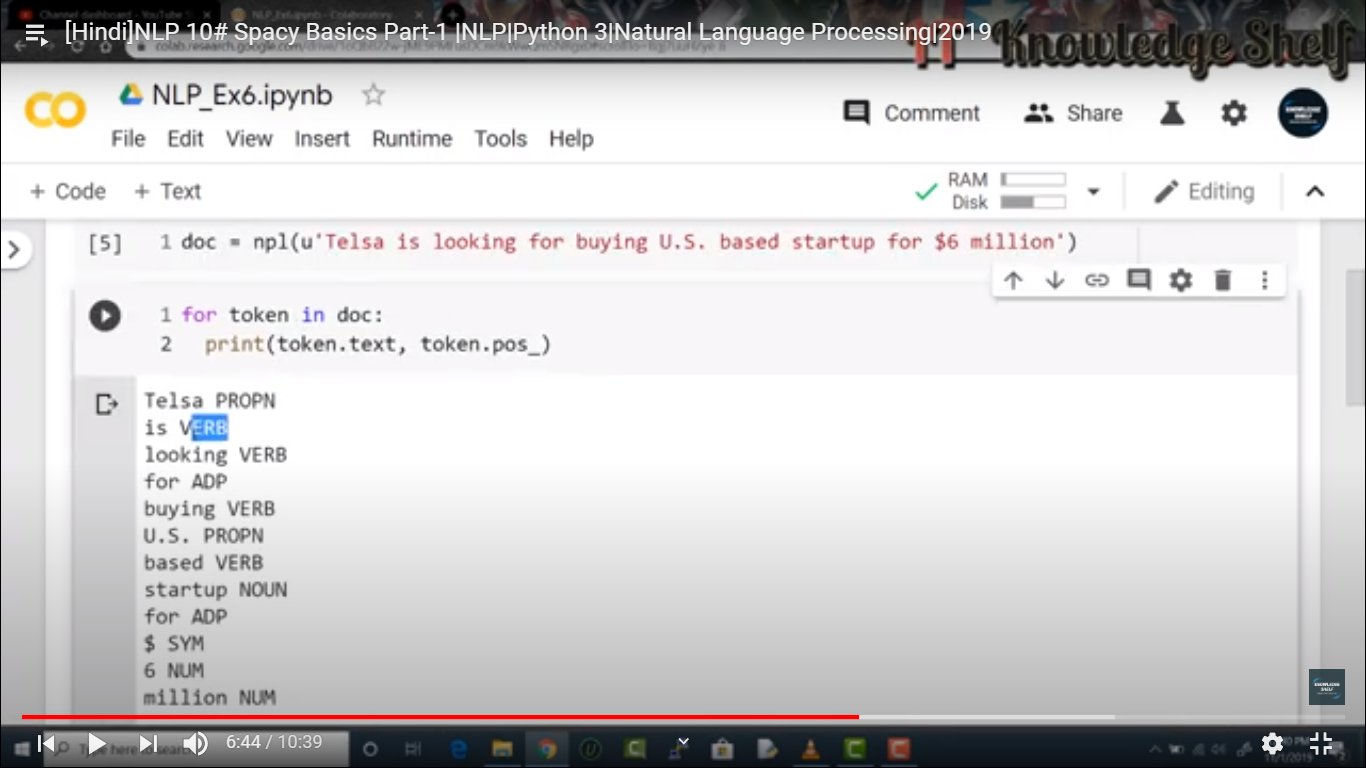 [Hindi]NLP 10# Spacy Basics Part-1 |NLP|Python 3|Natural Language Processing|2019
Knowledge Shelf
NLP_Ex6.ipynb
Comment Share
File Edit View Insert Runtime Tools Help
+ Code + Text
RAM
Disk
Editing
[5] 1 doc = npl(u'Telsa is looking for buying U.S. based startup for $6 million')
1 for token in doc:
2 print(token.text, token.pos_)
Telsa PROPN
is VERB
looking VERB
for ADP
buying VERB
U.S. PROPN
based VERB
startup NOUN
for ADP
$ SYM
6 NUM
million NUM
6:44 / 10:39